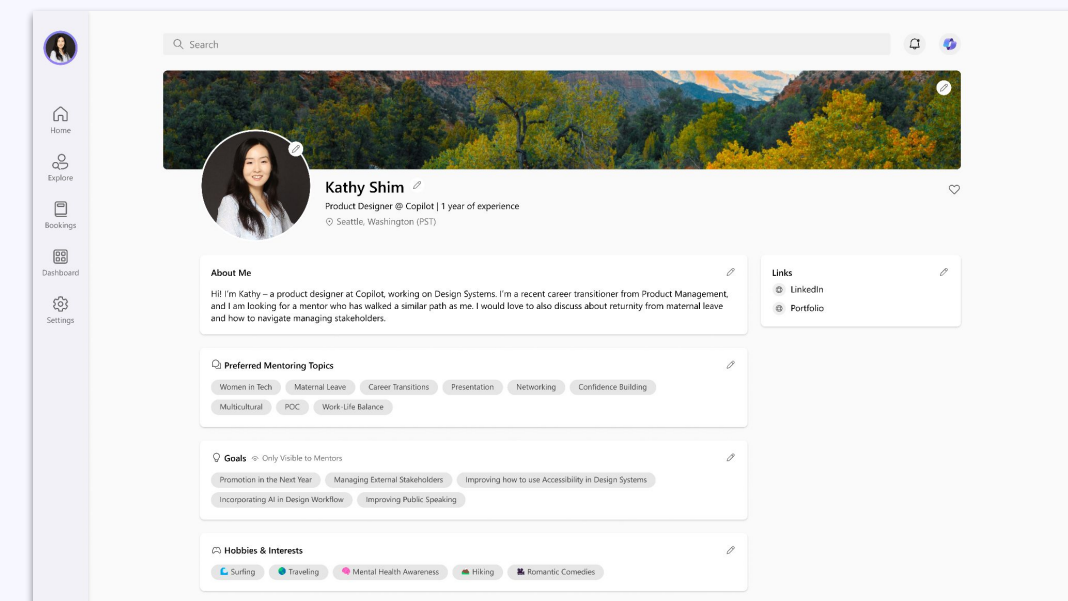 Search
Home
Explore
Bookings
Dashboard
Settings
Kathy Shim
Product Designer @ Copilot | 1 year of experience
Seattle, Washington (PST)
About Me
Hi! I'm Kathy – a product designer at Copilot, working on Design Systems. I'm a recent career transitioner from Product Management,
and I am looking for a mentor who has walked a similar path as me. I would love to also discuss about returnity from maternal leave
and how to navigate managing stakeholders.
Links
LinkedIn
Portfolio
Preferred Mentoring Topics
Women in Tech Maternal Leave Career Transitions Presentation Networking Confidence Building
Multicultural POC Work-Life Balance
Goals Only Visible to Mentors
Promotion in the Next Year Managing External Stakeholders Improving how to use Accessibility in Design Systems
Incorporating AI in Design Workflow Improving Public Speaking
Hobbies & Interests
Surfing Traveling Mental Health Awareness Hiking Romantic Comedies